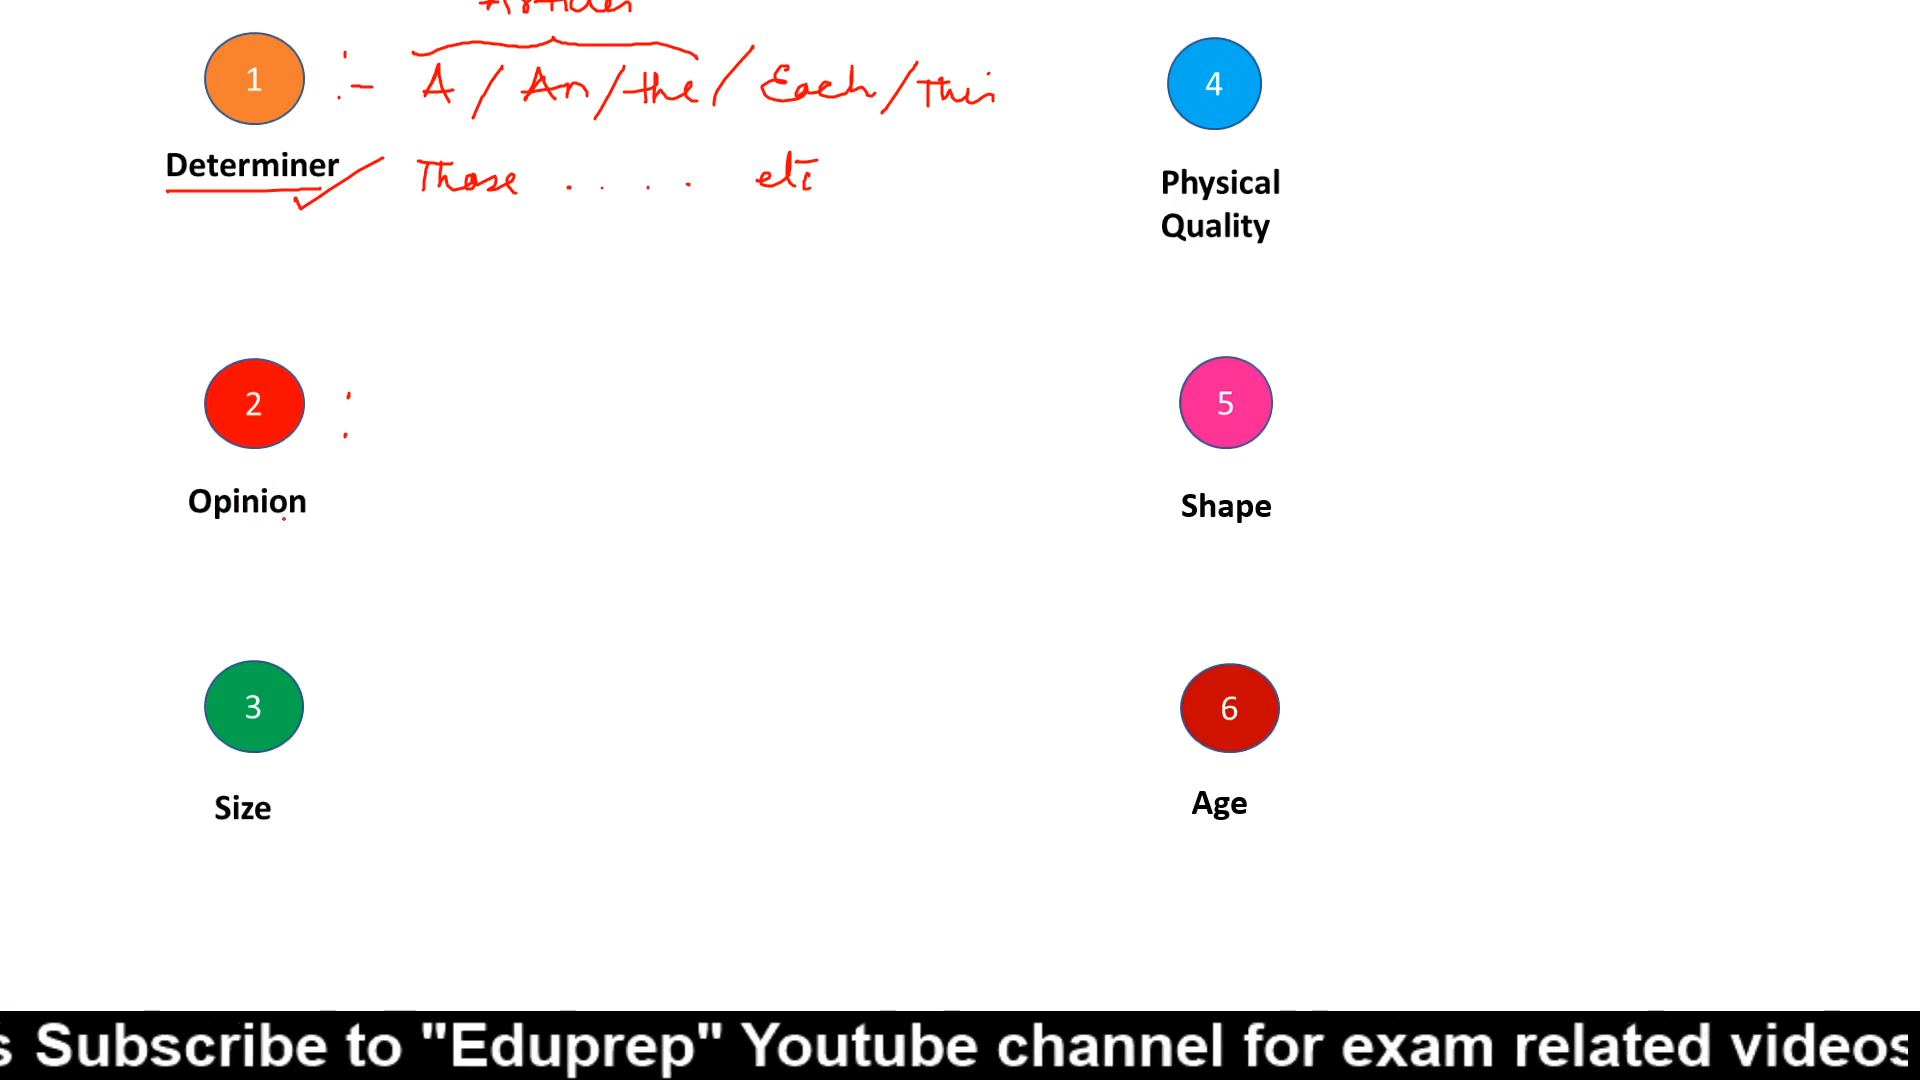 Articles
1 :- A / An / the / Each / This
Determiner Those . . . . etc
2 :
Opinion
3
Size
4
Physical
Quality
5
Shape
6
Age
s Subscribe to "Eduprep" Youtube channel for exam related videos